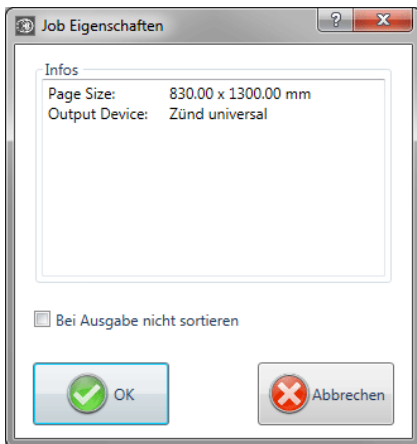 Job Eigenschaften
?
Infos
Page Size: 830.00 x 1300.00 mm
Output Device: Zünd universal
Bei Ausgabe nicht sortieren
OK
Abbrechen